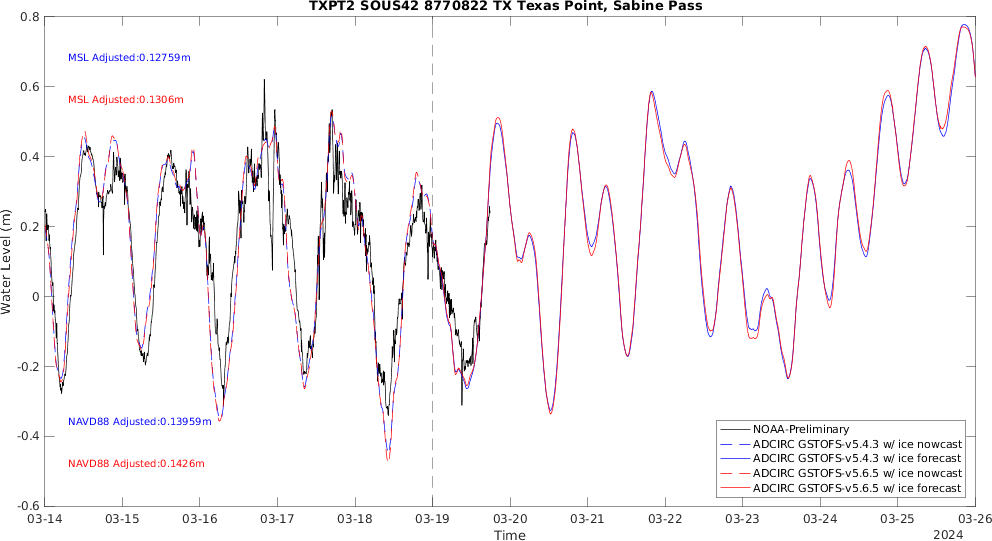 TXPT2 SOUS42 8770822 TX Texas Point, Sabine Pass
0.8
0.6
0.4
0.2
0
-0.2
-0.4
-0.6
Water Level (m)
MSL Adjusted:0.12759m
MSL Adjusted:0.1306m
NAVD88 Adjusted:0.13959m
NAVD88 Adjusted:0.1426m
NOAA-Preliminary
ADCIRC GSTOFS-v5.4.3 w/ ice nowcast
ADCIRC GSTOFS-v5.4.3 w/ ice forecast
ADCIRC GSTOFS-v5.6.5 w/ ice nowcast
ADCIRC GSTOFS-v5.6.5 w/ ice forecast
03-14 03-15 03-16 03-17 03-18 03-19 03-20 03-21 03-22 03-23 03-24 03-25 03-26
Time
2024